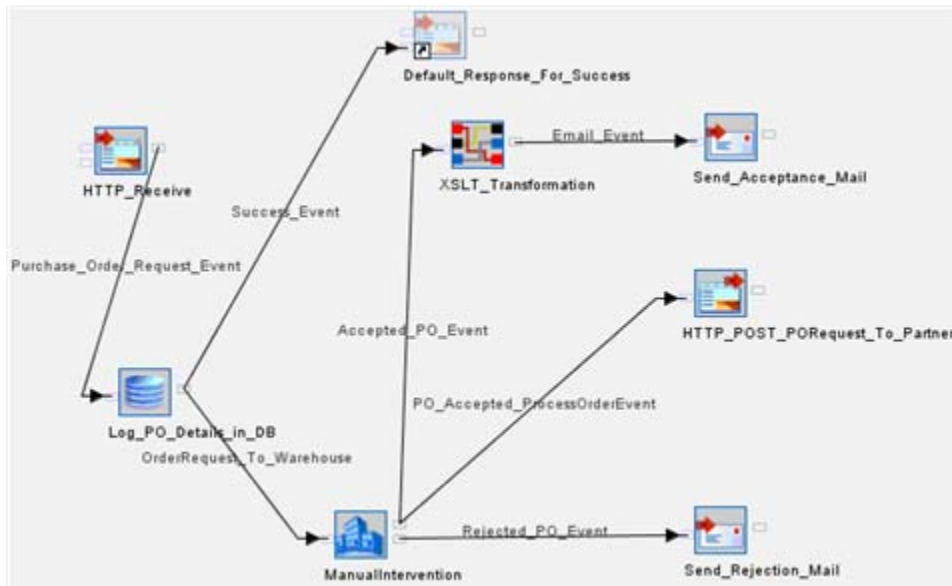 Default_Response_For_Success
Email_Event
HTTP_Receive
XSLT_Transformation
Send_Acceptance_Mail
Success_Event
Purchase_Order_Request_Event
Accepted_PO_Event
HTTP_POST_PORequest_To_Partner
PO_Accepted_ProcessOrderEvent
Log_PO_Details_in_DB
OrderRequest_To_Warehouse
Rejected_PO_Event
ManualIntervention
Send_Rejection_Mail